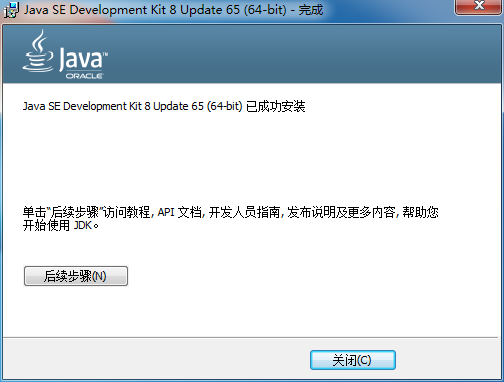 Java SE Development Kit 8 Update 65 (64-bit) - 完成
Java™
ORACLE
Java SE Development Kit 8 Update 65 (64-bit) 已成功安装
单击“后续步骤”访问教程, API 文档, 开发人员指南, 发布说明及更多内容, 帮助您
开始使用 JDK。
后续步骤(N)
关闭(C)